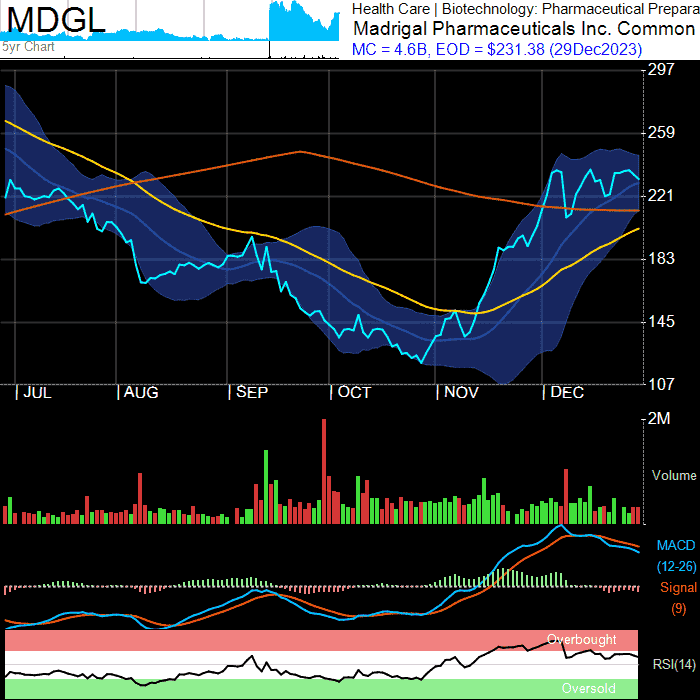 MDGL
5yr Chart
Health Care | Biotechnology: Pharmaceutical Prepara
Madrigal Pharmaceuticals Inc. Common
MC = 4.6B, EOD = $231.38 (29Dec2023)
297
259
221
183
145
107
| JUL | AUG | SEP | OCT | NOV | DEC
2M
Volume
MACD
(12-26)
Signal
(9)
Overbought
RSI(14)
Oversold